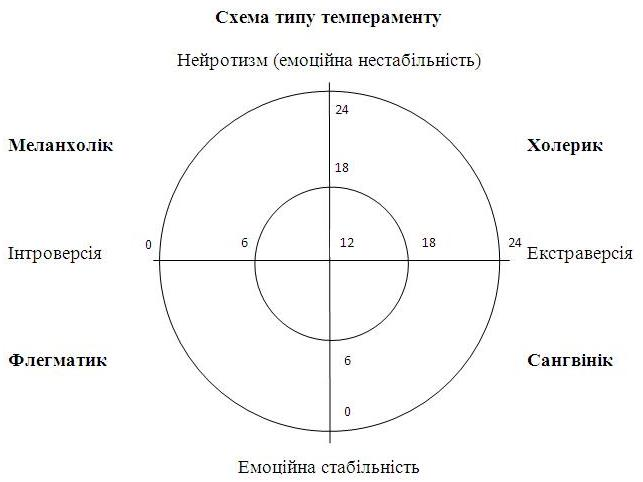 Схема типу темпераменту
Нейротизм (емоційна нестабільність)
24
Меланхолік
Холерик
18
0
6
12
18
24
Інтроверсія
Екстраверсія
6
Флегматик
Сангвінік
0
Емоційна стабільність